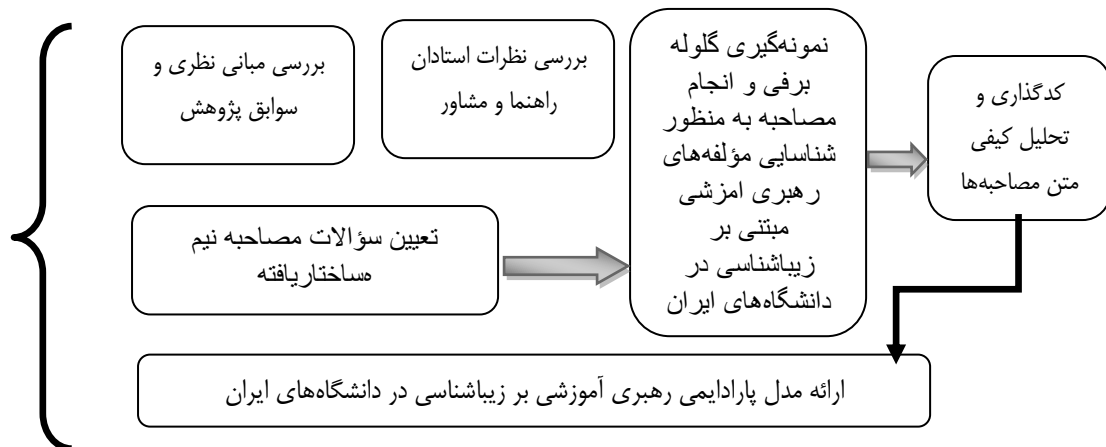 بررسی مبانی نظری و
سوابق پژوهش
بررسی نظرات استادان
راهنما و مشاور
تعیین سؤالات مصاحبه نیم
هساختاریافته
نمونه‌گیری گلوله
برفی و انجام
مصاحبه به منظور
شناسایی مؤلفه‌های
رهبری امزشی
مبتنی بر
زیباشناسی در
دانشگاه‌های ایران
کدگذاری و
تحلیل کیفی
متن مصاحبه‌ها
ارائه مدل پارادایمی رهبری آموزشی بر زیباشناسی در دانشگاه‌های ایران